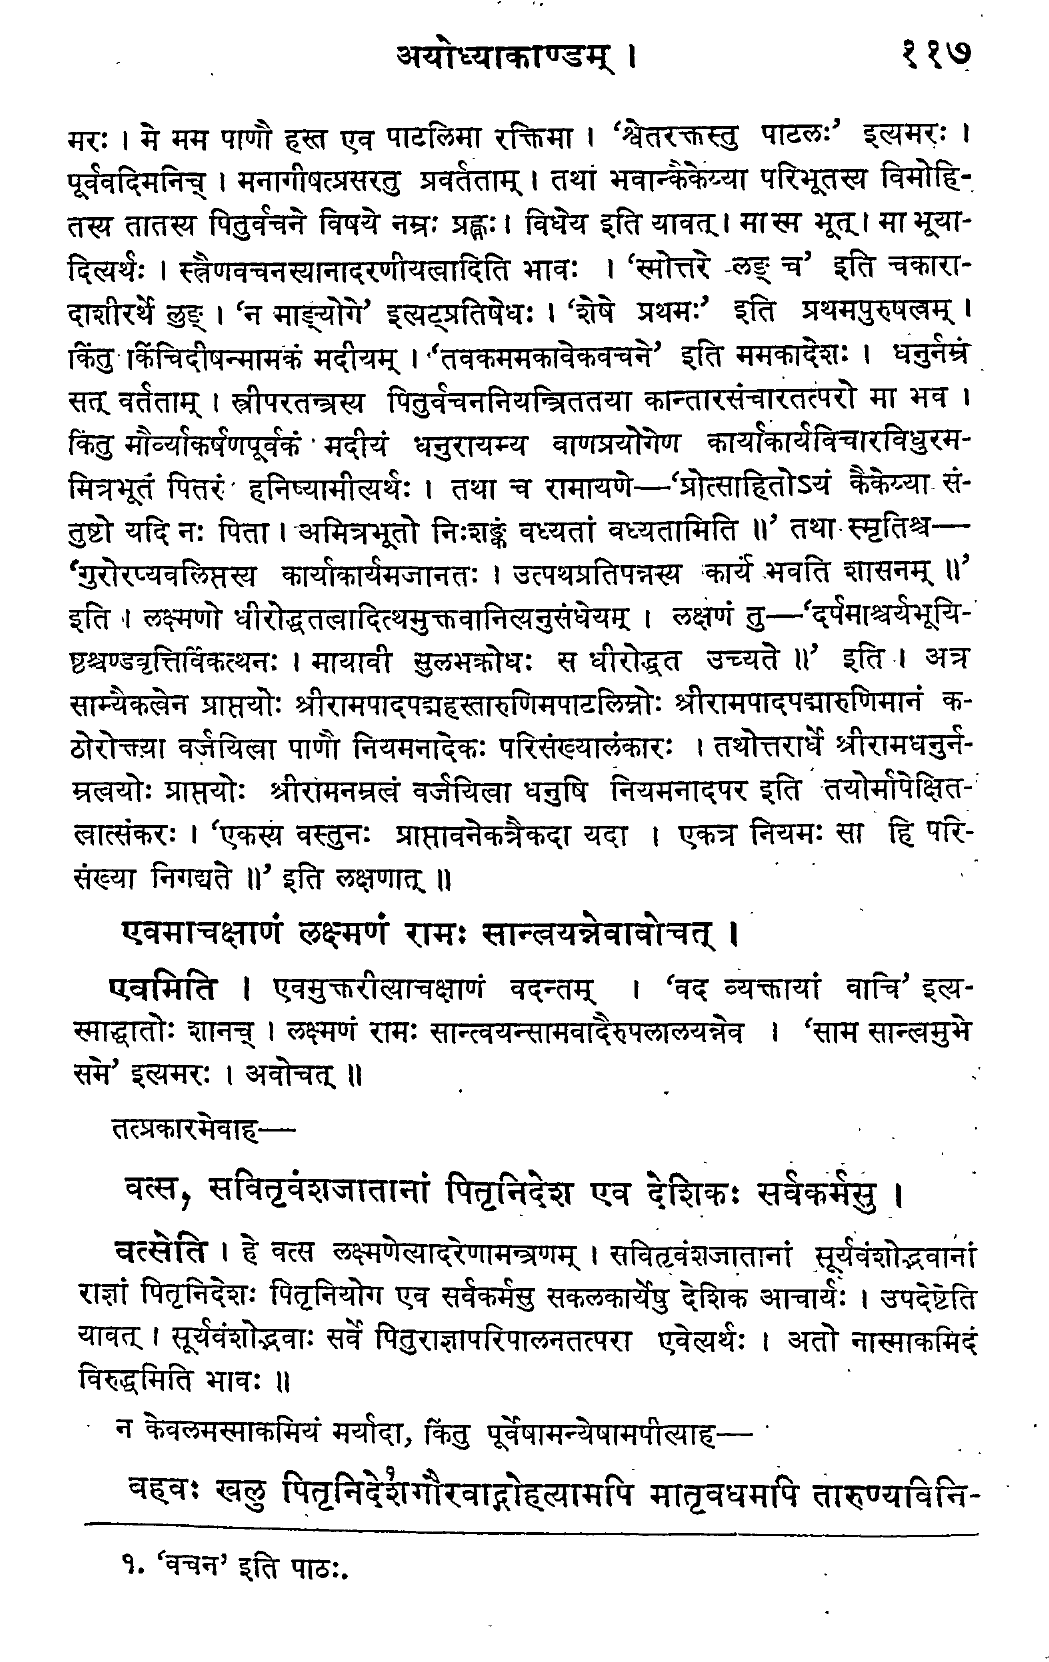 अयोध्याकाण्डम् । ११७
मरः । मे मम पाणौ हस्त एव पाटलिमा रक्तिमा । ‘श्वेतरक्तस्तु पाटलः’ इत्यमरः ।
पूर्ववदिमनिच् । मनागीषत्प्रसरतु प्रवर्तताम् । तथा भवान्कैकेय्या परिभूतस्य विमोहि-
तस्य तातस्य पितुर्वचने विषये नम्रः प्रह्वः । विधेय इति यावत् । मा स्म भूत् । मा भूया-
दित्यर्थः । स्त्रैणवचनस्यानादरणीयत्वादिति भावः । ‘स्मोत्तरे लङ् च’ इति चकारा-
दाशीरर्थे लुङ् । ‘न माङ्योगे’ इत्यट्प्रतिषेधः । ‘शेषे प्रथमः’ इति प्रथमपुरुषत्वम् ।
किंतु किंचिदीषन्मामकं मदीयम् । ‘तवकममकावेकवचने’ इति ममकादेशः । धनुर्नम्रं
सत् वर्तताम् । स्त्रीपरतन्त्रस्य पितुर्वचननियन्त्रिततया कान्तारसंचारतत्परो मा भव ।
किंतु मौर्व्याकर्षणपूर्वकं मदीयं धनुरायम्य बाणप्रयोगेण कार्याकार्यविचारविधुरम-
मित्रभूतं पितरं हनिष्यामीत्यर्थः । तथा च रामायणे—‘प्रोत्साहितोऽयं कैकेय्या सं-
तुष्टो यदि नः पिता । अमित्रभूतो निःशङ्कं वध्यतां वध्यतामिति ॥’ तथा स्मृतिश्च—
‘गुरोरप्यवलिप्तस्य कार्याकार्यमजानतः । उत्पथप्रतिपन्नस्य कार्यं भवति शासनम् ॥’
इति । लक्ष्मणो धीरोद्धतत्वादित्थमुक्तवानित्यनुसंधेयम् । लक्षणं तु—‘दर्पमाश्चर्यभूयि-
ष्ठश्चण्डवृत्तिर्विकत्थनः । मायावी सुलभक्रोधः स धीरोद्धत उच्यते ॥’ इति । अत्र
साम्यैकत्वेन प्राप्तयोः श्रीरामपादपद्महस्तारुणिमपाटलिम्नोः श्रीरामपादपद्मारुणिमानं क-
ठोरोक्त्या वर्जयित्वा पाणौ नियमनादेकः परिसंख्यालंकारः । तथोत्तरार्धे श्रीरामधनुर्न-
म्रत्वयोः प्राप्तयोः श्रीरामनम्रत्वं वर्जयित्वा धनुषि नियमनादपर इति तयोर्मापेक्षित-
त्वात्संकरः । ‘एकस्य वस्तुनः प्राप्तावनेकत्रैकदा यदा । एकत्र नियमः सा हि परि-
संख्या निगद्यते ॥’ इति लक्षणात् ॥
एवमाचक्षाणं लक्ष्मणं रामः सान्त्वयन्नेवावोचत् ।
एवमिति । एवमुक्तरीत्याचक्षाणं वदन्तम् । ‘वद व्यक्तायां वाचि’ इत्य-
स्माद्धातोः शानच् । लक्ष्मणं रामः सान्त्वयन्सामवादैरुपलालयन्नेव । ‘साम सान्त्वमुभे
समे’ इत्यमरः । अवोचत् ॥
तत्प्रकारमेवाह—
वत्स, सवितृवंशजातानां पितृनिदेश एव देशिकः सर्वकर्मसु ।
वत्सेति । हे वत्स लक्ष्मणेत्यादरेणामन्त्रणम् । सवितृवंशजातानां सूर्यवंशोद्भवानां
राज्ञां पितृनिदेशः पितृनियोग एव सर्वकर्मसु सकलकार्येषु देशिक आचार्यः । उपदेष्टेति
यावत् । सूर्यवंशोद्भवाः सर्वे पितुराज्ञापरिपालनतत्परा एवेत्यर्थः । अतो नास्माकमिदं
विरुद्धमिति भावः ॥
न केवलमस्माकमियं मर्यादा, किंतु पूर्वेषामन्येषामपीत्याह—
वहवः खलु पितृनिदेश१गौरवाद्गोहत्यामपि मातृवधमपि तारुण्यविनि-
१. ‘वचन’ इति पाठः.